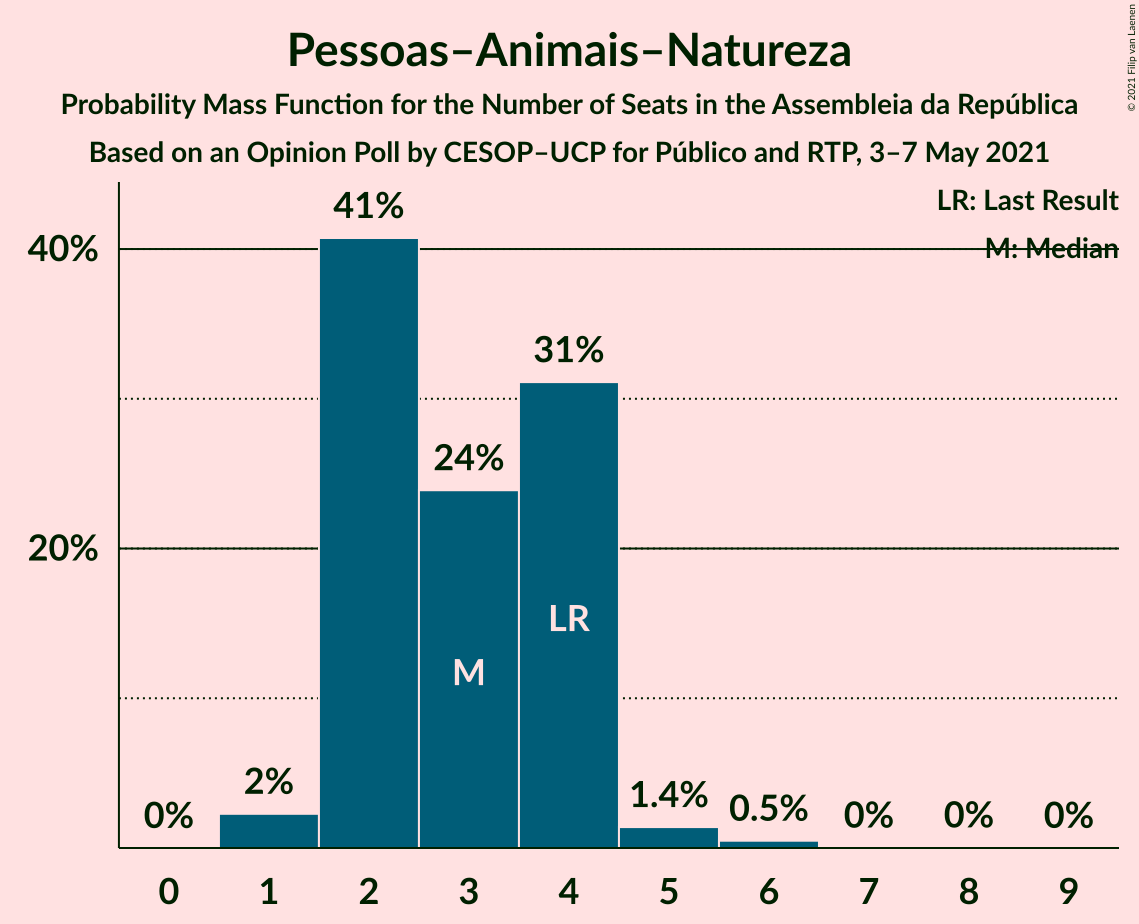 Pessoas–Animais–Natureza
Probability Mass Function for the Number of Seats in the Assembleia da República
Based on an Opinion Poll by CESOP–UCP for Público and RTP, 3–7 May 2021
© 2021 Filip van Laenen
LR: Last Result
M: Median
41%
40%
31%
24%
20%
LR
M
2%
1.4%
0.5%
0%
0%
0%
0%
0 1 2 3 4 5 6 7 8 9